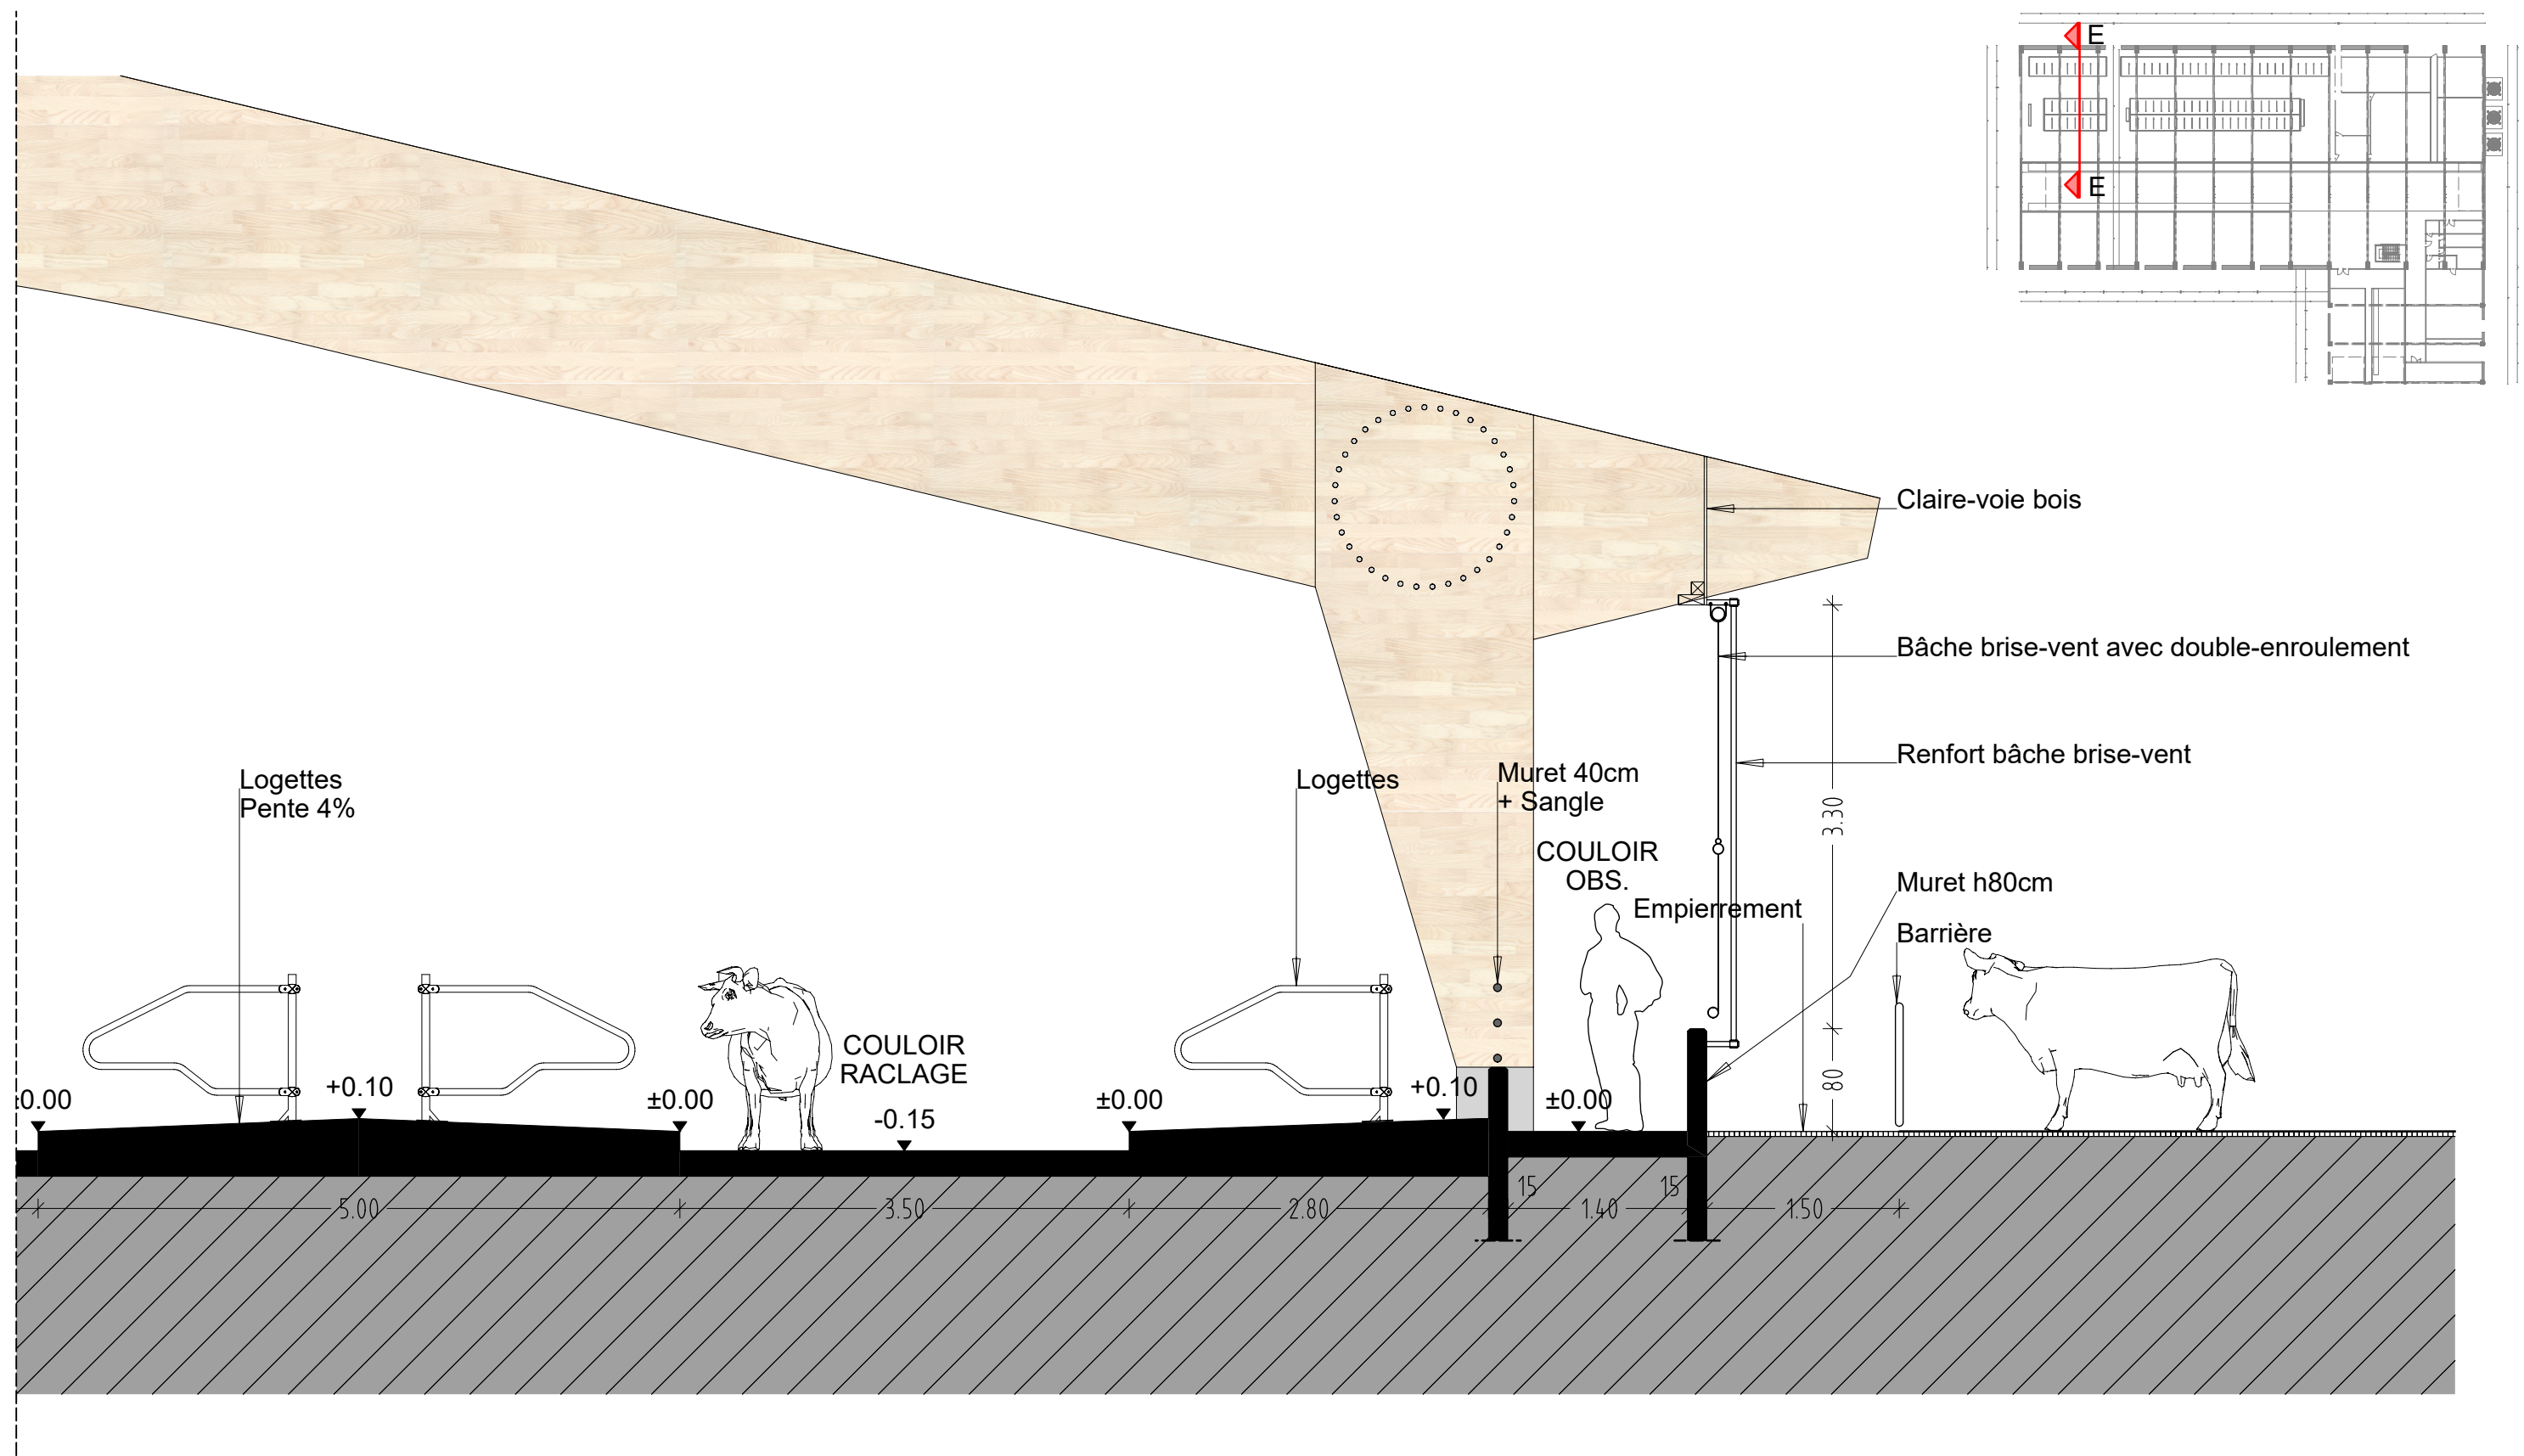 E
E
Claire-voie bois
Bâche brise-vent avec double-enroulement
Renfort bâche brise-vent
Logettes
Pente 4%
Logettes
Muret 40cm
+ Sangle
3.30
COULOIR
OBS.
Empierrement
Muret h80cm
Barrière
COULOIR
RACLAGE
-0.15
0.00
+0.10
±0.00
±0.00
+0.10
±0.00
80
15
15
5.00
3.50
2.80
1.40
1.50